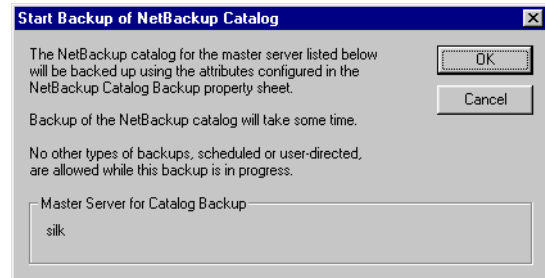 Start Backup of NetBackup Catalog
The NetBackup catalog for the master server listed below
will be backed up using the attributes configured in the
NetBackup Catalog Backup property sheet.
Backup of the NetBackup catalog will take some time.
No other types of backups, scheduled or user-directed,
are allowed while this backup is in progress.
OK
Cancel
Master Server for Catalog Backup
silk